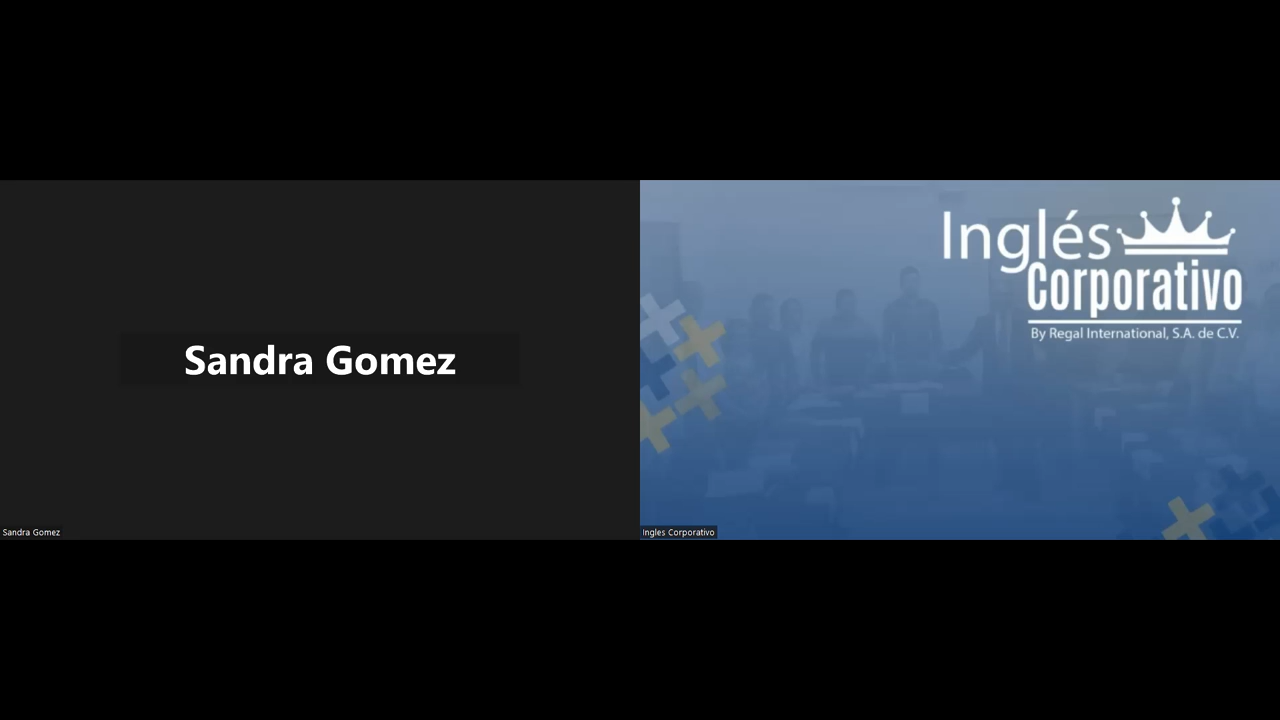 Sandra Gomez
Sandra Gomez
Inglés
Corporativo
By Regal International, S.A. de C.V.
Ingles Corporativo